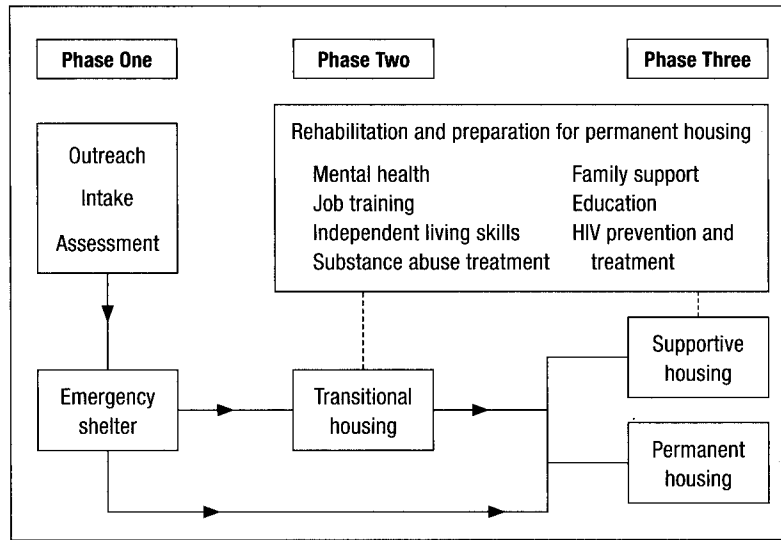 Phase One
Phase Two
Phase Three
Outreach
Intake
Assessment
Rehabilitation and preparation for permanent housing
Mental health
Job training
Independent living skills
Substance abuse treatment
Family support
Education
HIV prevention and
treatment
Emergency
shelter
Transitional
housing
Supportive
housing
Permanent
housing